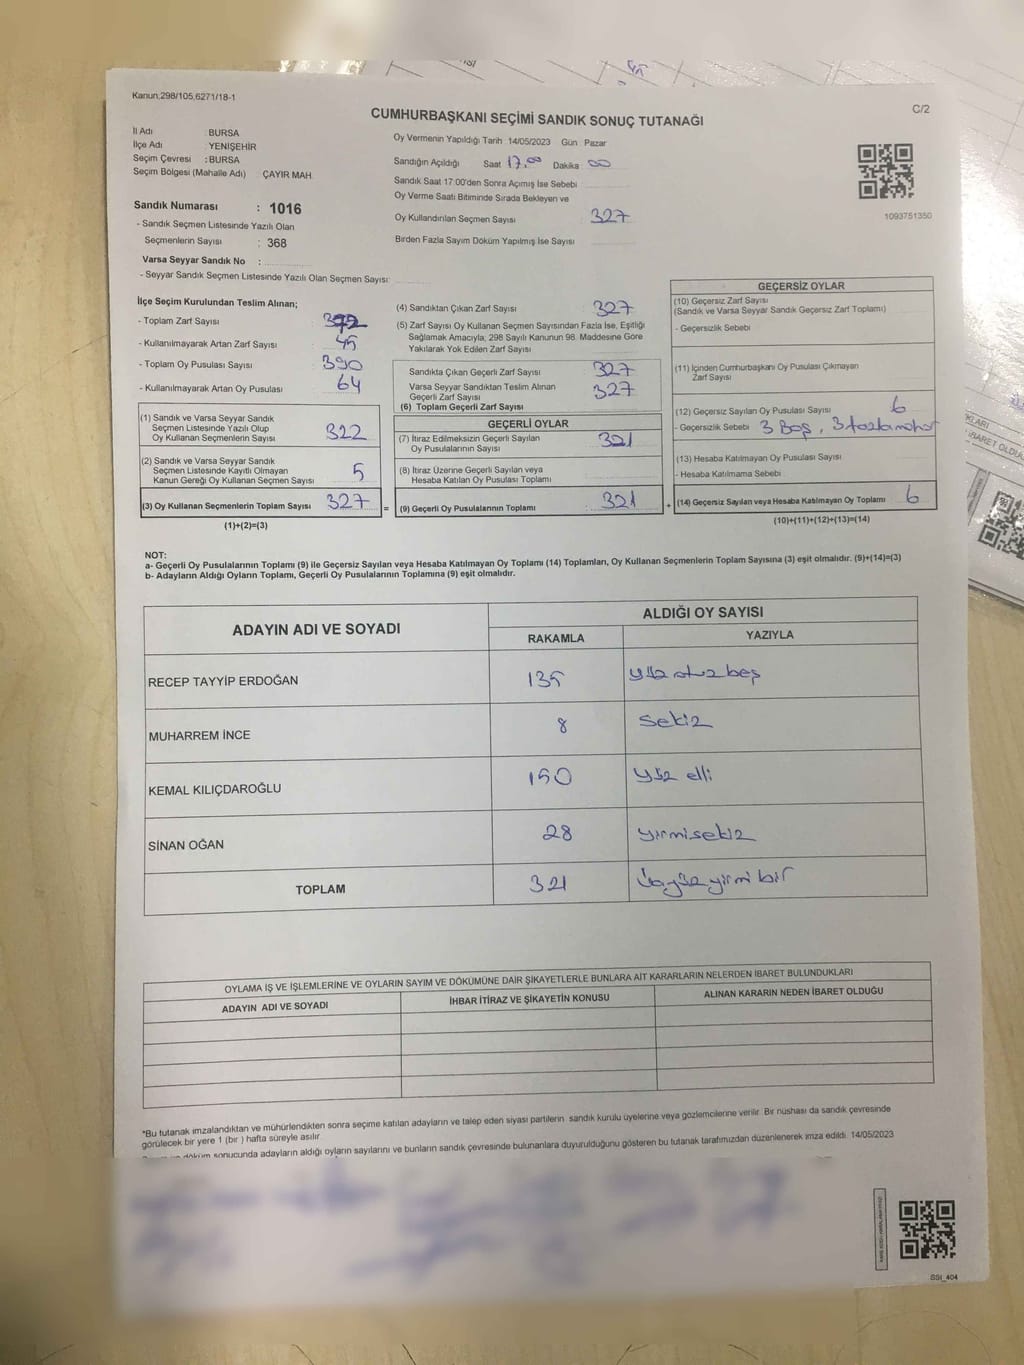 Kanun;298/105,6271/18-1
C/2
CUMHURBAŞKANI SEÇİMİ SANDIK SONUÇ TUTANAĞI
İl Adı : BURSA
İlçe Adı : YENİŞEHİR
Seçim Çevresi : BURSA
Seçim Bölgesi (Mahalle Adı) : ÇAYIR MAH.
Sandık Numarası : 1016
- Sandık Seçmen Listesinde Yazılı Olan
Seçmenlerin Sayısı : 368
Varsa Seyyar Sandık No :
- Seyyar Sandık Seçmen Listesinde Yazılı Olan Seçmen Sayısı:
Oy Vermenin Yapıldığı Tarih 14/05/2023 Gün Pazar
Sandığın Açıldığı Saat 17.00 Dakika 00
Sandık Saat 17:00'den Sonra Açımış İse Sebebi
Oy Verme Saati Bitiminde Sırada Bekleyen ve
Oy Kullandırılan Seçmen Sayısı 327
Birden Fazla Sayım Döküm Yapılmış İse Sayısı
1093751350
İlçe Seçim Kurulundan Teslim Alınan;
- Toplam Zarf Sayısı 372
- Kullanılmayarak Artan Zarf Sayısı 45
- Toplam Oy Pusulası Sayısı 390
- Kullanılmayarak Artan Oy Pusulası 64
(1) Sandık ve Varsa Seyyar Sandık
Seçmen Listesinde Yazılı Olup
Oy Kullanan Seçmenlerin Sayısı 322
(2) Sandık ve Varsa Seyyar Sandık
Seçmen Listesinde Kayıtlı Olmayan
Kanun Gereği Oy Kullanan Seçmen Sayısı 5
(3) Oy Kullanan Seçmenlerin Toplam Sayısı 327 =
(1)+(2)=(3)
(4) Sandıktan Çıkan Zarf Sayısı 327
(5) Zarf Sayısı Oy Kullanan Seçmen Sayısından Fazla İse, Eşitliği
Sağlamak Amacıyla; 298 Sayılı Kanunun 98. Maddesine Göre
Yakılarak Yok Edilen Zarf Sayısı
Sandıkta Çıkan Geçerli Zarf Sayısı 327
Varsa Seyyar Sandıktan Teslim Alınan
Geçerli Zarf Sayısı 327
(6) Toplam Geçerli Zarf Sayısı
GEÇERLİ OYLAR
(7) İtiraz Edilmeksizin Geçerli Sayılan
Oy Pusulalarının Sayısı 321
(8) İtiraz Üzerine Geçerli Sayılan veya
Hesaba Katılan Oy Pusulası Toplamı
(9) Geçerli Oy Pusulalarının Toplamı : 321 +
GEÇERSİZ OYLAR
(10) Geçersiz Zarf Sayısı
(Sandık ve Varsa Seyyar Sandık Geçersiz Zarf Toplamı)
- Geçersizlik Sebebi
(11) İçinden Cumhurbaşkanı Oy Pusulası Çıkmayan
Zarf Sayısı
(12) Geçersiz Sayılan Oy Pusulası Sayısı 6
- Geçersizlik Sebebi 3 Boş, 3 fazla mühür
(13) Hesaba Katılmayan Oy Pusulası Sayısı
- Hesaba Katılmama Sebebi
(14) Geçersiz Sayılan veya Hesaba Katılmayan Oy Toplamı 6
(10)+(11)+(12)+(13)=(14)
NOT:
a- Geçerli Oy Pusulalarının Toplamı (9) ile Geçersiz Sayılan veya Hesaba Katılmayan Oy Toplamı (14) Toplamları, Oy Kullanan Seçmenlerin Toplam Sayısına (3) eşit olmalıdır. (9)+(14)=(3)
b- Adayların Aldığı Oyların Toplamı, Geçerli Oy Pusulalarının Toplamına (9) eşit olmalıdır.
ADAYIN ADI VE SOYADI
ALDIĞI OY SAYISI
RAKAMLA YAZIYLA
RECEP TAYYİP ERDOĞAN 135 yüz otuz beş
MUHARREM İNCE 8 sekiz
KEMAL KILIÇDAROĞLU 150 yüz elli
SİNAN OĞAN 28 yirmisekiz
TOPLAM 321 üçyüzyirmi bir
OYLAMA İŞ VE İŞLEMLERİNE VE OYLARIN SAYIM VE DÖKÜMÜNE DAİR ŞİKAYETLERLE BUNLARA AİT KARARLARIN NELERDEN İBARET BULUNDUKLARI
ADAYIN ADI VE SOYADI İHBAR İTİRAZ VE ŞİKAYETİN KONUSU ALINAN KARARIN NEDEN İBARET OLDUĞU
*Bu tutanak imzalandıktan ve mühürlendikten sonra seçime katılan adayların ve talep eden siyasi partilerin sandık kurulu üyelerine veya gözlemcilerine verilir. Bir nüshası da sandık çevresinde
görülecek bir yere 1 (bir ) hafta süreyle asılır.
döküm sonucunda adayların aldığı oyların sayılarını ve bunların sandık çevresinde bulunanlara duyurulduğunu gösteren bu tutanak tarafımızdan düzenlenerek imza edildi. 14/05/2023
SSI_404